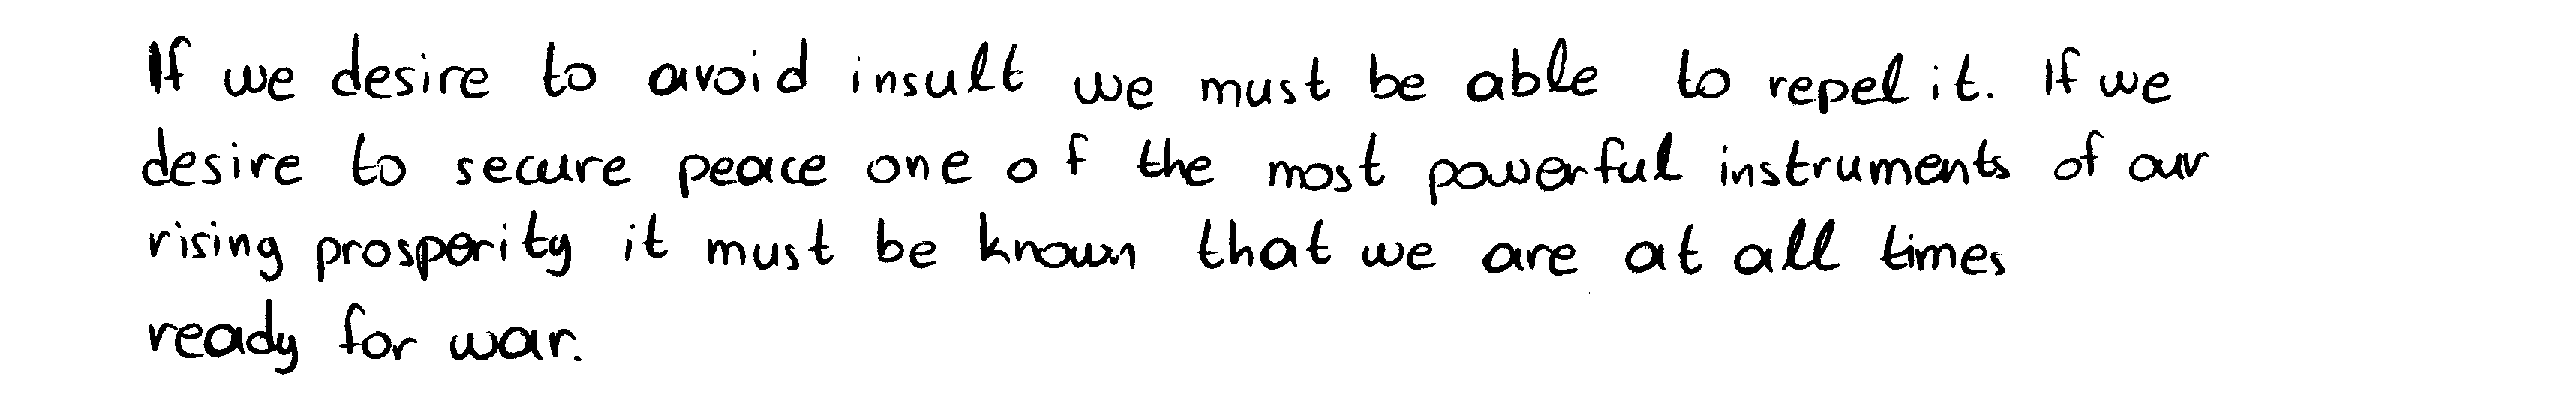 If we desire to avoid insult we must be able to repel it. If we
desire to secure peace one of the most powerful instruments of our
rising prosperity it must be known that we are at all times
ready for war.